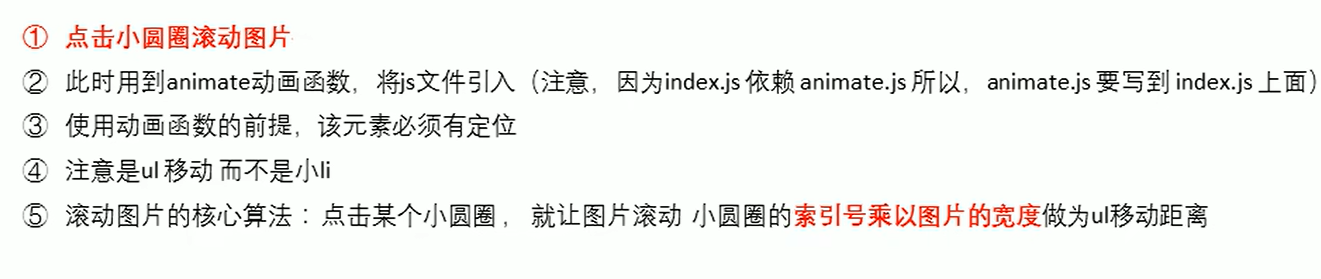 ① 点击小圆圈滚动图片
② 此时用到animate动画函数，将js文件引入（注意，因为index.js 依赖 animate.js 所以，animate.js 要写到 index.js 上面）
③ 使用动画函数的前提，该元素必须有定位
④ 注意是ul 移动 而不是小li
⑤ 滚动图片的核心算法： 点击某个小圆圈 ， 就让图片滚动 小圆圈的索引号乘以图片的宽度做为ul移动距离